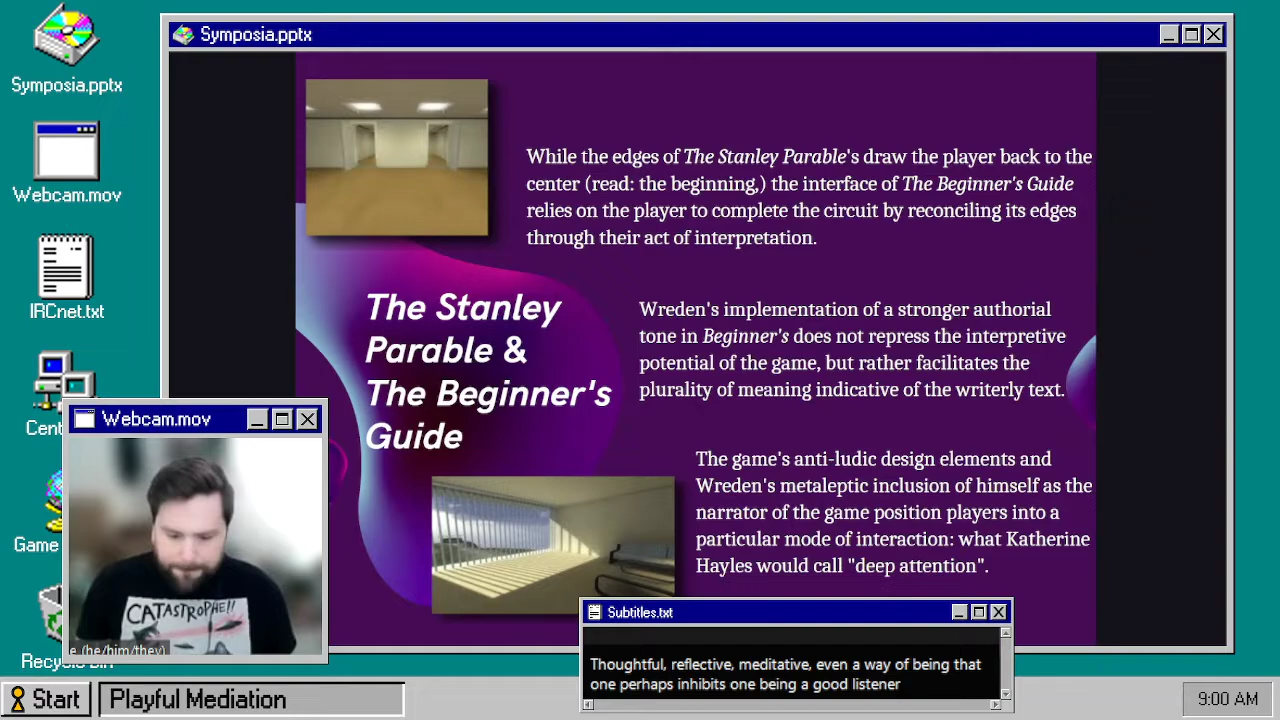 Symposia.pptx
Symposia.pptx
Webcam.mov
IRCnet.txt
Cent
Game
Recycle Bin
While the edges of The Stanley Parable's draw the player back to the
center (read: the beginning,) the interface of The Beginner's Guide
relies on the player to complete the circuit by reconciling its edges
through their act of interpretation.
The Stanley
Parable &
The Beginner's
Guide
Wreden's implementation of a stronger authorial
tone in Beginner's does not repress the interpretive
potential of the game, but rather facilitates the
plurality of meaning indicative of the writerly text.
The game's anti-ludic design elements and
Wreden's metaleptic inclusion of himself as the
narrator of the game position players into a
particular mode of interaction: what Katherine
Hayles would call "deep attention".
Webcam.mov
CATASTROPHE!!
e (he/him/they)
Subtitles.txt
Thoughtful, reflective, meditative, even a way of being that
one perhaps inhibits one being a good listener
Start
Playful Mediation
9:00 AM